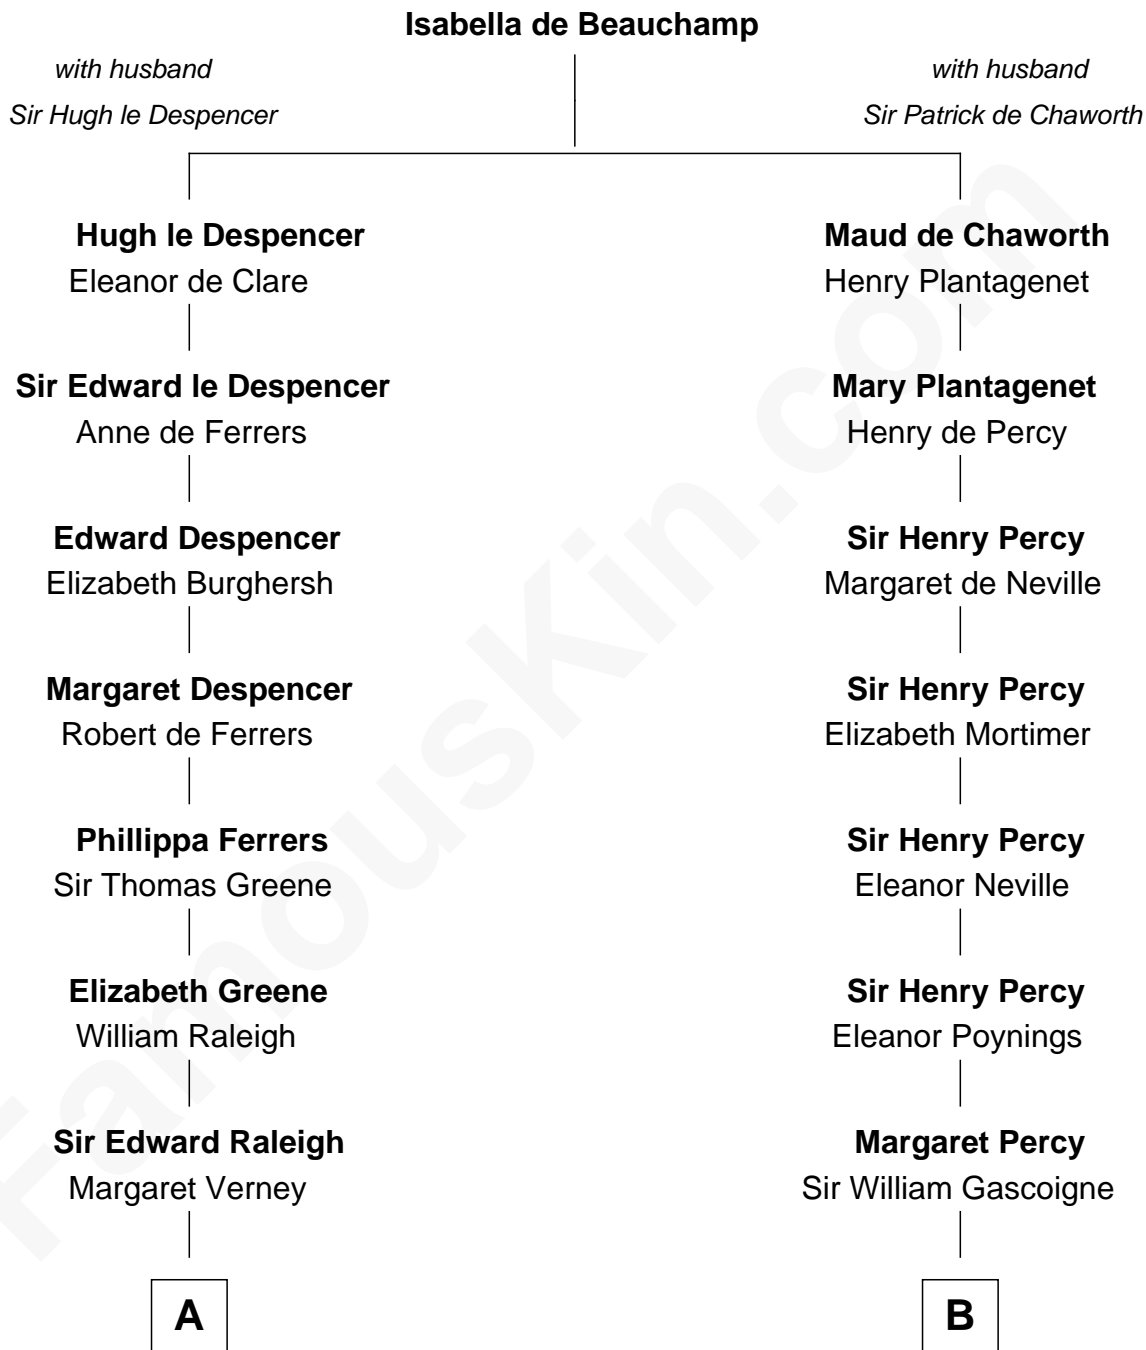 Isabella de Beauchamp
with husband
Sir Hugh le Despencer
with husband
Sir Patrick de Chaworth
Hugh le Despencer
Eleanor de Clare
Maud de Chaworth
Henry Plantagenet
Sir Edward le Despencer
Anne de Ferrers
Mary Plantagenet
Henry de Percy
Edward Despencer
Elizabeth Burghersh
Sir Henry Percy
Margaret de Neville
Margaret Despencer
Robert de Ferrers
Sir Henry Percy
Elizabeth Mortimer
Phillippa Ferrers
Sir Thomas Greene
Sir Henry Percy
Eleanor Neville
Elizabeth Greene
William Raleigh
Sir Henry Percy
Eleanor Poynings
Sir Edward Raleigh
Margaret Verney
Margaret Percy
Sir William Gascoigne
A
B
FamousKin.com